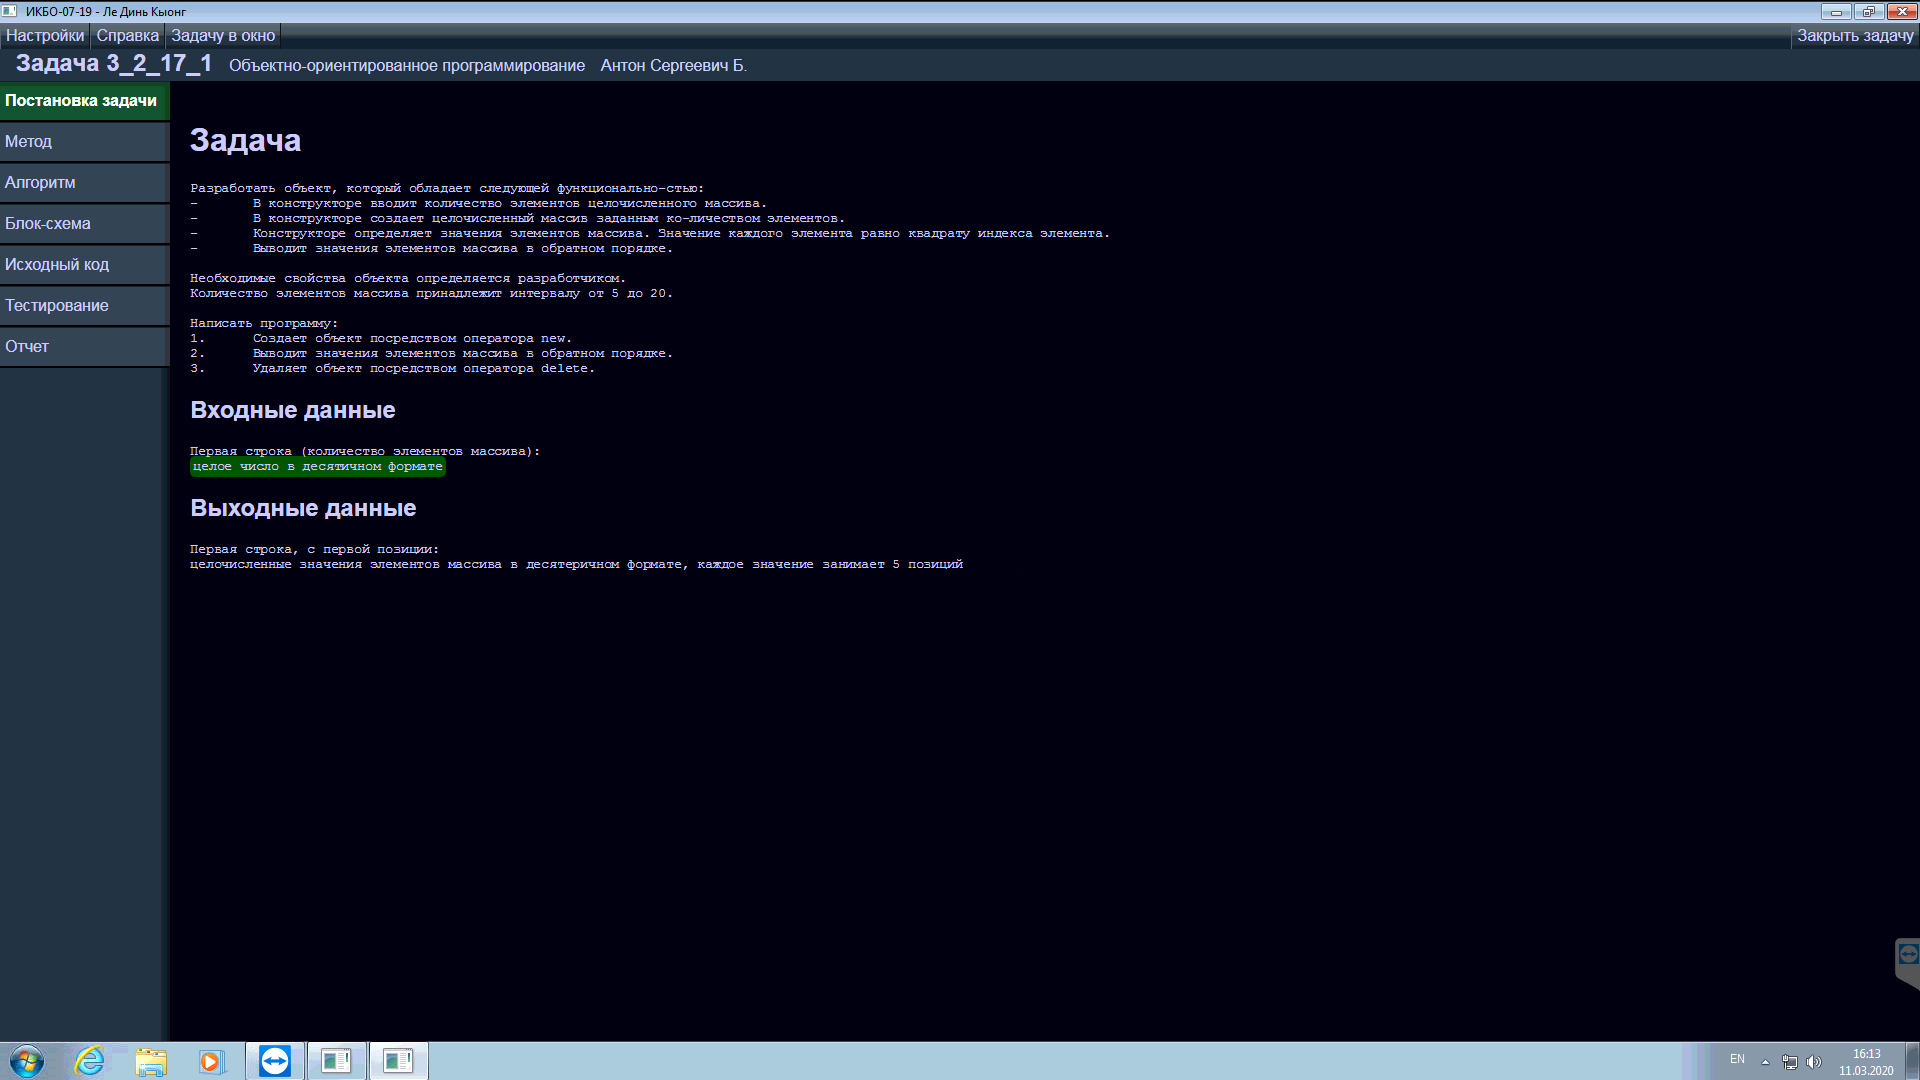 ИКБО-07-19 - Ле Динь Кыонг
Настройки Справка Задачу в окно Закрыть задачу
Задача 3_2_17_1 Объектно-ориентированное программирование Антон Сергеевич Б.
Постановка задачи
Метод
Алгоритм
Блок-схема
Исходный код
Тестирование
Отчет
Задача
Разработать объект, который обладает следующей функционально-стью:
- В конструкторе вводит количество элементов целочисленного массива.
- В конструкторе создает целочисленный массив заданным ко-личеством элементов.
- Конструкторе определяет значения элементов массива. Значение каждого элемента равно квадрату индекса элемента.
- Выводит значения элементов массива в обратном порядке.
Необходимые свойства объекта определяется разработчиком.
Количество элементов массива принадлежит интервалу от 5 до 20.
Написать программу:
1. Создает объект посредством оператора new.
2. Выводит значения элементов массива в обратном порядке.
3. Удаляет объект посредством оператора delete.
Входные данные
Первая строка (количество элементов массива):
целое число в десятичном формате
Выходные данные
Первая строка, с первой позиции:
целочисленные значения элементов массива в десятеричном формате, каждое значение занимает 5 позиций
EN
16:13
11.03.2020